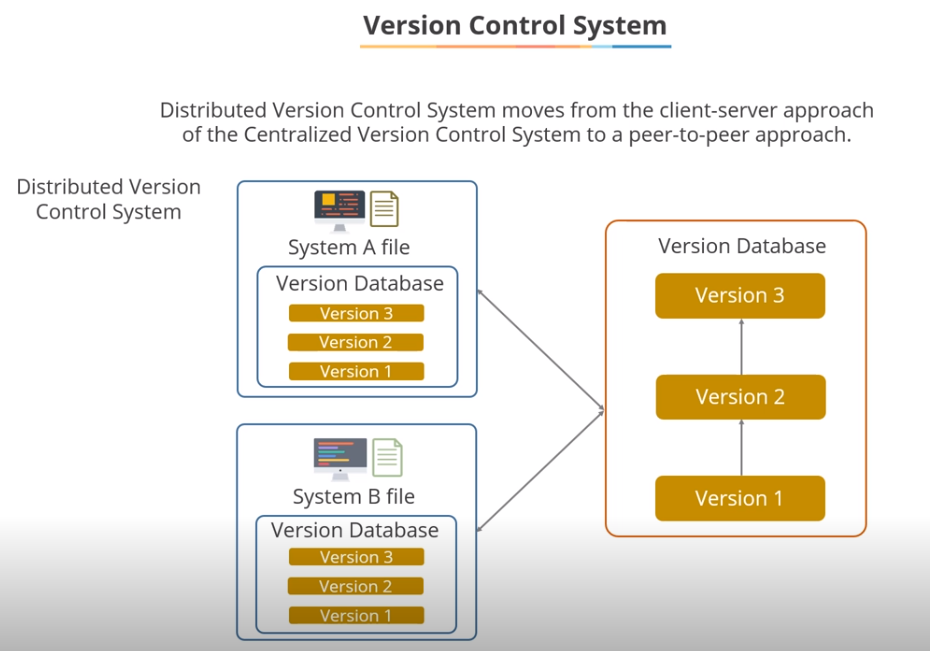 Version Control System
Distributed Version Control System moves from the client-server approach
of the Centralized Version Control System to a peer-to-peer approach.
Distributed Version
Control System
System A file
Version Database
Version 3
Version 2
Version 1
System B file
Version Database
Version 3
Version 2
Version 1
Version Database
Version 3
Version 2
Version 1